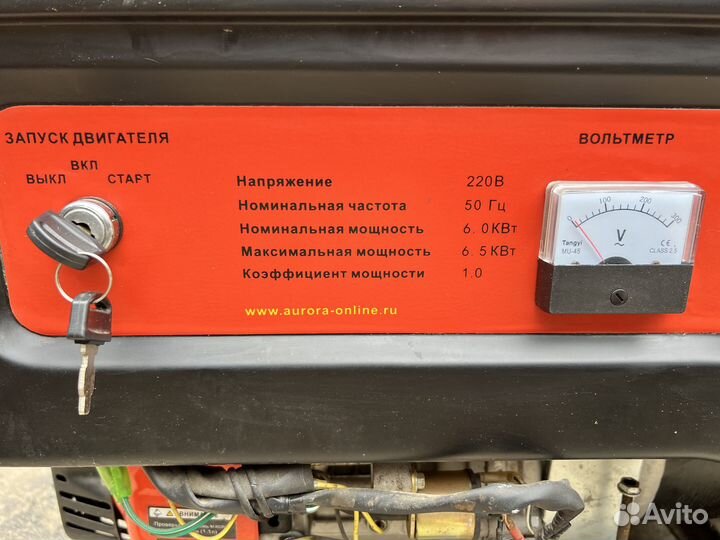 ЗАПУСК ДВИГАТЕЛЯ
ВЫКЛ ВКЛ СТАРТ
Напряжение 220В
Номинальная частота 50 Гц
Номинальная мощность 6.0КВт
Максимальная мощность 6.5КВт
Коэффициент мощности 1.0
www.aurora-online.ru
ВОЛЬТМЕТР
0 100 200 300
V
~
Tangyi
MU-45
CE
CLASS 2.5
ВНИМАНИЕ
Avito